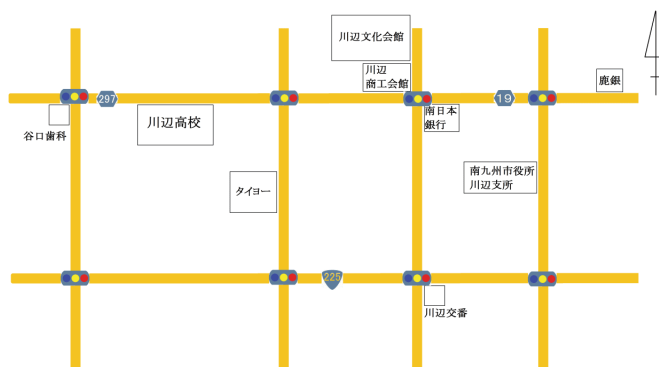 川辺文化会館
川辺
商工会館
鹿銀
297
19
谷口歯科
川辺高校
南日本
銀行
タイヨー
南九州市役所
川辺支所
225
川辺交番